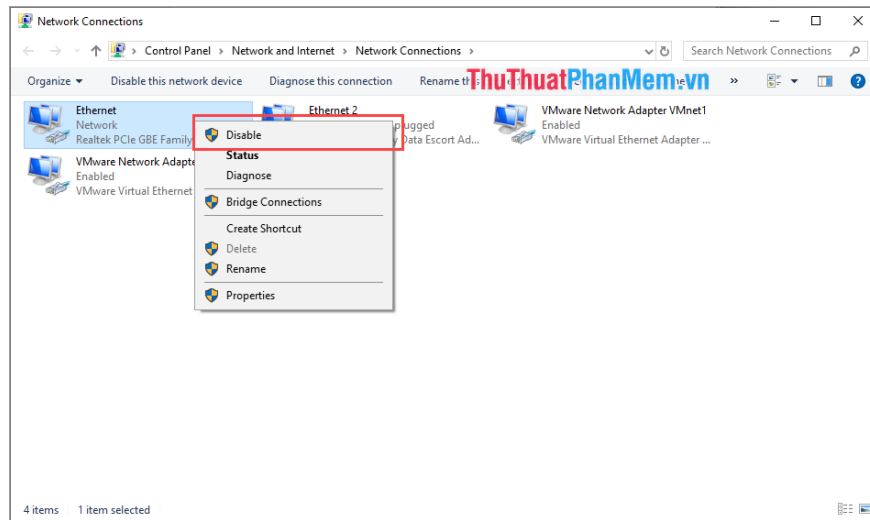 Network Connections
Control Panel > Network and Internet > Network Connections >
Search Network Connections
Organize
Disable this network device
Diagnose this connection
Rename this
ThuThuatPhanMem.vn
»
Ethernet
Network
Realtek PCIe GBE Family
Ethernet 2
Data Escort Ad...
VMware Network Adapter VMnet1
Enabled
VMware Virtual Ethernet Adapter ...
VMware Network Adapte
Enabled
VMware Virtual Ethernet
Disable
Status
Diagnose
Bridge Connections
Create Shortcut
Delete
Rename
Properties
4 items
1 item selected